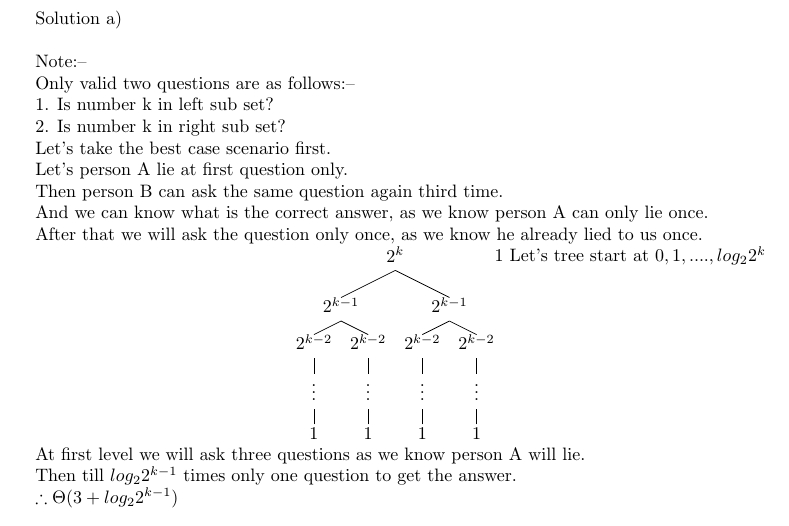 Solution a)
Note:–
Only valid two questions are as follows:–
1. Is number k in left sub set?
2. Is number k in right sub set?
Let's take the best case scenario first.
Let's person A lie at first question only.
Then person B can ask the same question again third time.
And we can know what is the correct answer, as we know person A can only lie once.
After that we will ask the question only once, as we know he already lied to us once.
2^k 1 Let's tree start at 0, 1, ...., log_2 2^k
2^{k−1} 2^{k−1}
2^{k−2} 2^{k−2} 2^{k−2} 2^{k−2}
⋮ ⋮ ⋮ ⋮
1 1 1 1
At first level we will ask three questions as we know person A will lie.
Then till log_2 2^{k−1} times only one question to get the answer.
∴ Θ(3 + log_2 2^{k−1})